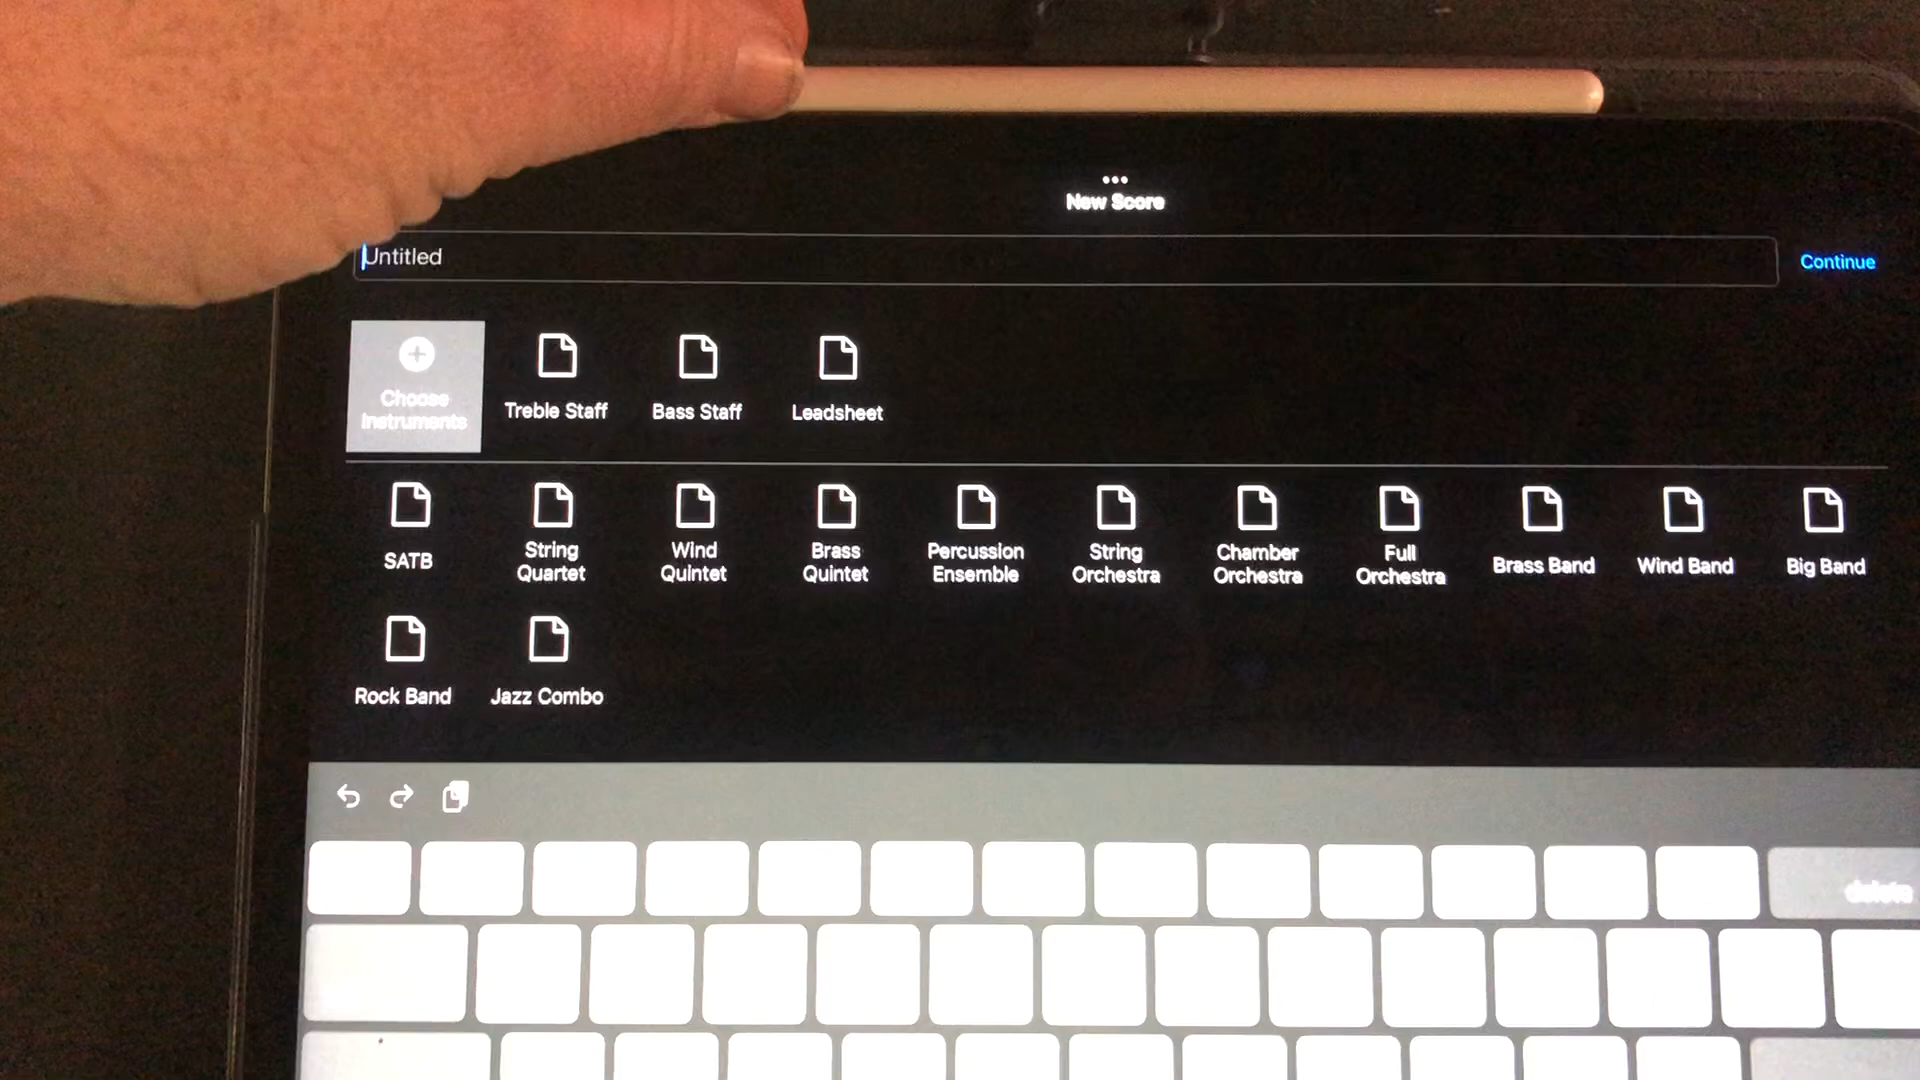 New Score
Untitled
Continue
Choose
Instruments
Treble Staff
Bass Staff
Leadsheet
SATB
String
Quartet
Wind
Quintet
Brass
Quintet
Percussion
Ensemble
String
Orchestra
Chamber
Orchestra
Full
Orchestra
Brass Band
Wind Band
Big Band
Rock Band
Jazz Combo
delete